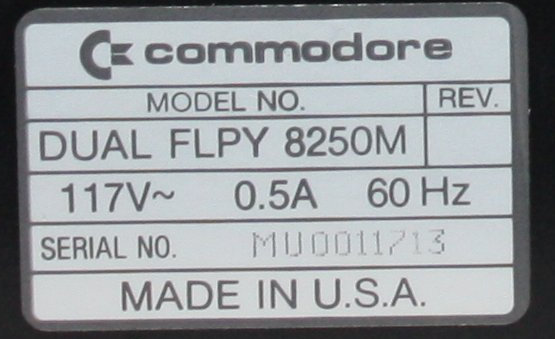 commodore
MODEL NO. REV.
DUAL FLPY 8250M
117V~ 0.5A 60 Hz
SERIAL NO. MU0011713
MADE IN U.S.A.